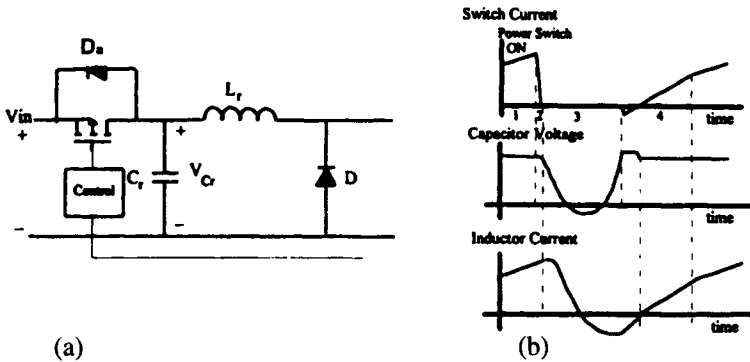 Da
Vin
+
Lr
+
Cr
VCr
D
Control
−
−
(a)
Switch Current
Power Switch
ON
1 2 3 4
time
Capacitor Voltage
time
Inductor Current
time
(b)